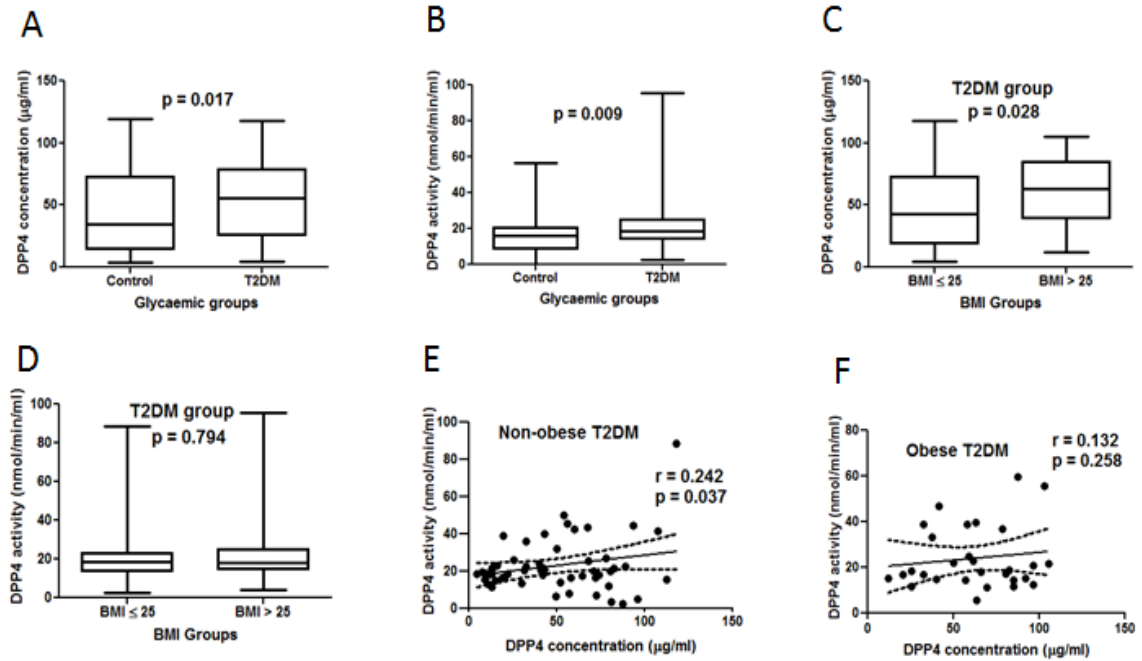 A
DPP4 concentration (µg/ml)
150
100
50
0
p = 0.017
Control
T2DM
Glycaemic groups
B
DPP4 activity (nmol/min/ml)
100
80
60
40
20
0
p = 0.009
Control
T2DM
Glycaemic groups
C
DPP4 concentration (µg/ml)
150
100
50
0
T2DM group
p = 0.028
BMI ≤ 25
BMI > 25
BMI Groups
D
DPP4 activity (nmol/min/ml)
100
80
60
40
20
0
T2DM group
p = 0.794
BMI ≤ 25
BMI > 25
BMI Groups
E
DPP4 activity (nmol/min/ml)
100
80
60
40
20
0
Non-obese T2DM
r = 0.242
p = 0.037
0
50
100
150
DPP4 concentration (µg/ml)
F
DPP4 activity (nmol/min/ml)
80
60
40
20
0
Obese T2DM
r = 0.132
p = 0.258
0
50
100
150
DPP4 concentration (µg/ml)